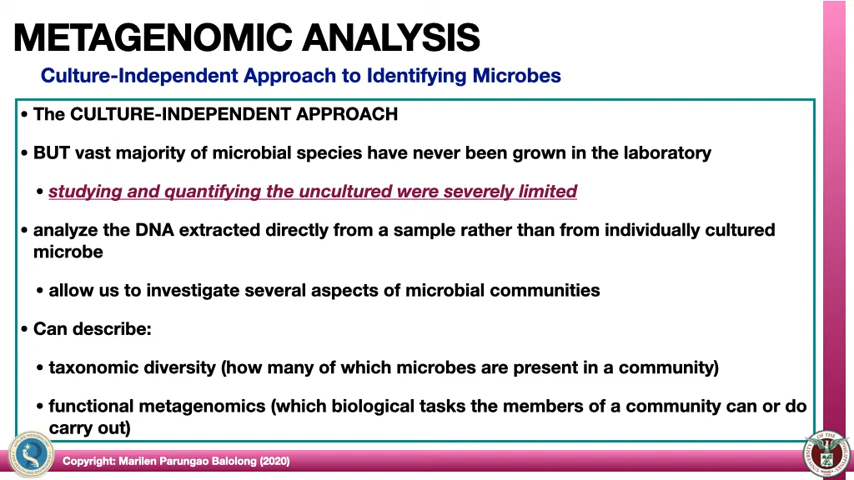 METAGENOMIC ANALYSIS
Culture-Independent Approach to Identifying Microbes
• The CULTURE-INDEPENDENT APPROACH
• BUT vast majority of microbial species have never been grown in the laboratory
• studying and quantifying the uncultured were severely limited
• analyze the DNA extracted directly from a sample rather than from individually cultured
microbe
• allow us to investigate several aspects of microbial communities
• Can describe:
• taxonomic diversity (how many of which microbes are present in a community)
• functional metagenomics (which biological tasks the members of a community can or do
carry out)
Copyright: Marilen Parungao Balolong (2020)